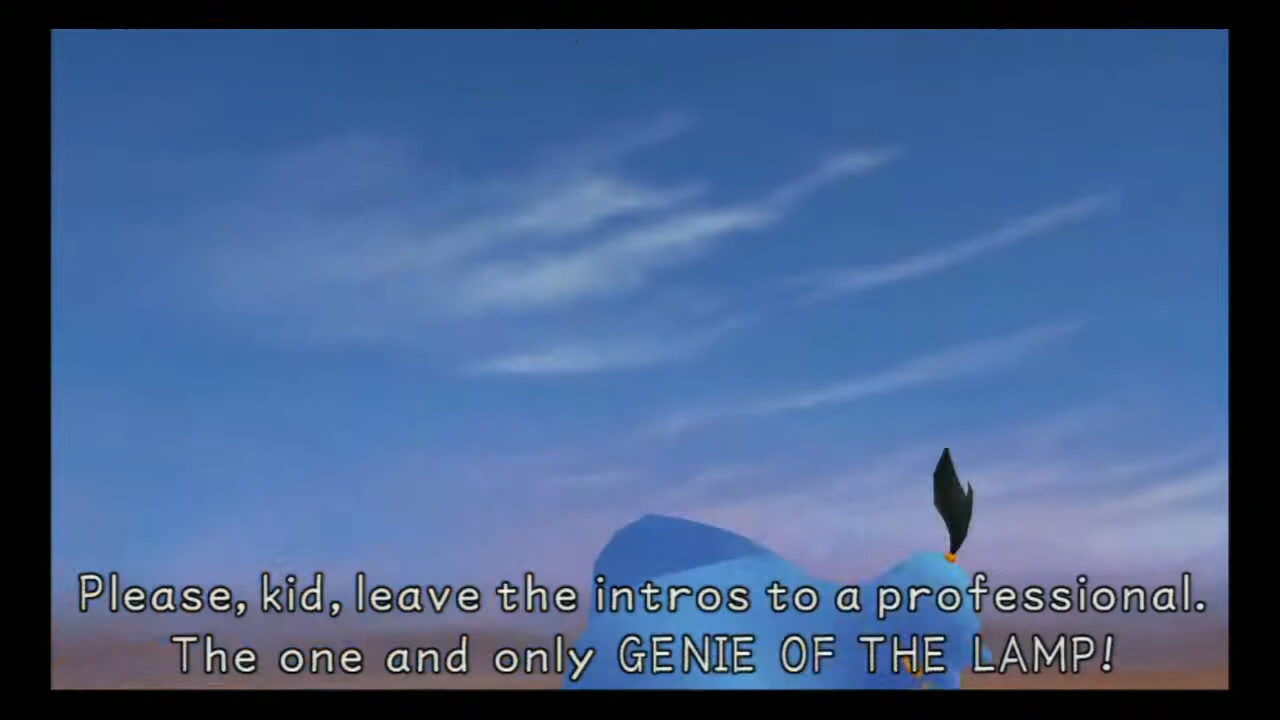 Please, kid, leave the intros to a professional.
The one and only GENIE OF THE LAMP!